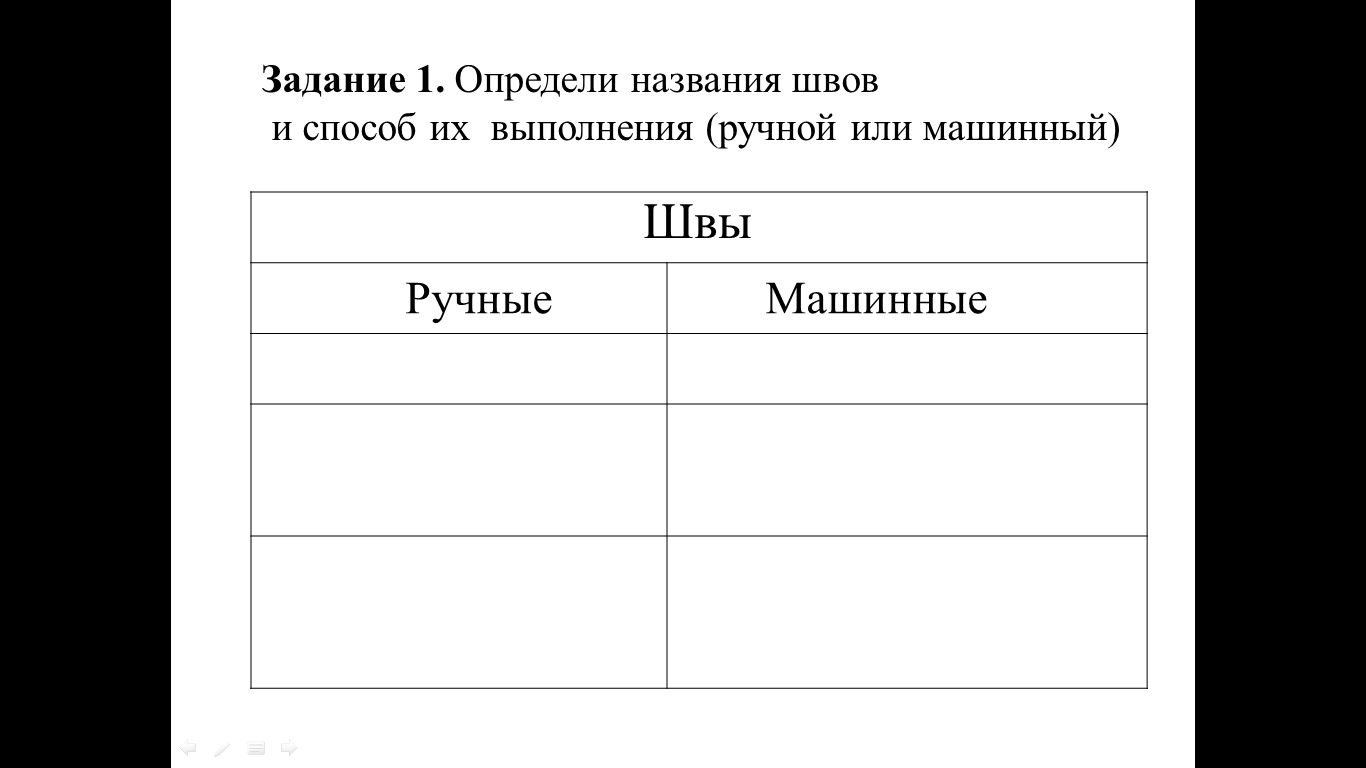 Задание 1. Определи названия швов
и способ их выполнения (ручной или машинный)
Швы
Ручные Машинные